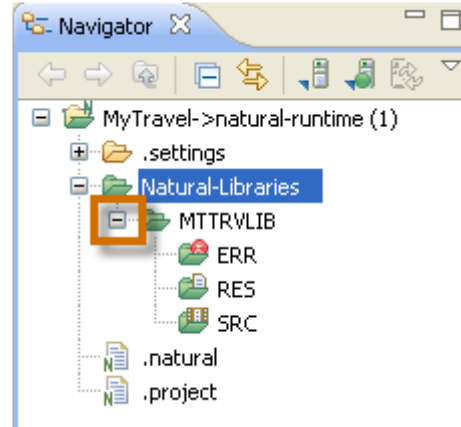 Navigator
MyTravel->natural-runtime (1)
.settings
Natural-Libraries
MTTRVLIB
ERR
RES
SRC
.natural
.project